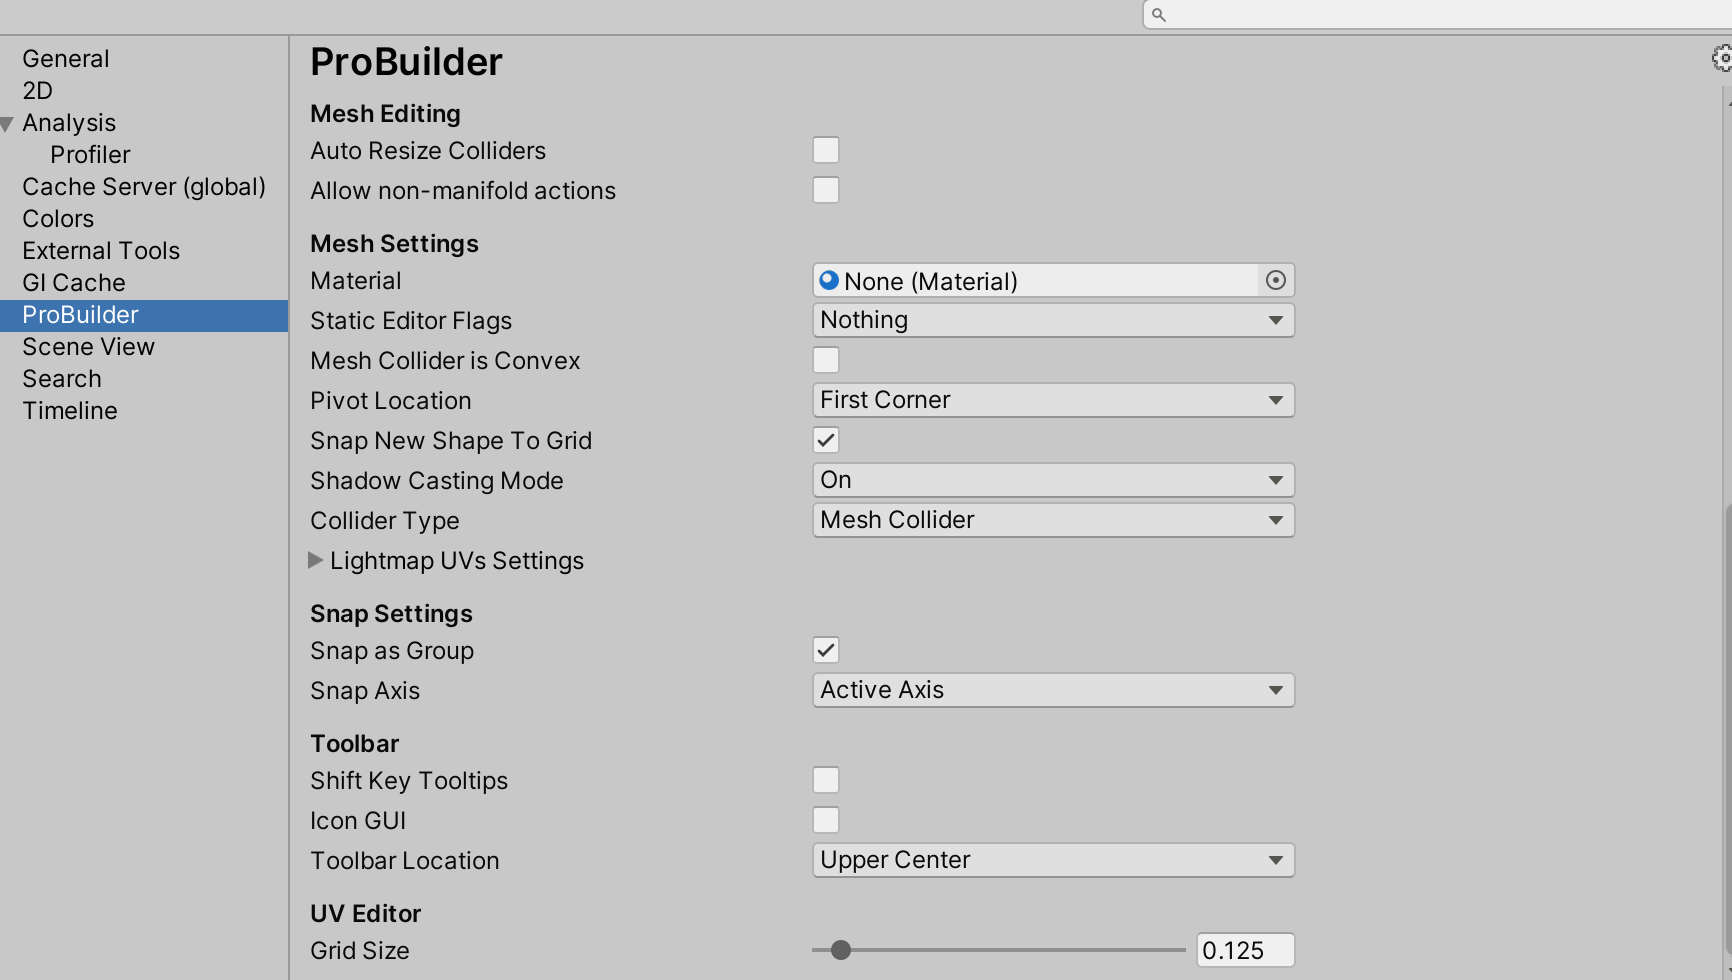 General
2D
Analysis
Profiler
Cache Server (global)
Colors
External Tools
GI Cache
ProBuilder
Scene View
Search
Timeline
ProBuilder
Mesh Editing
Auto Resize Colliders
Allow non-manifold actions
Mesh Settings
Material None (Material)
Static Editor Flags Nothing
Mesh Collider is Convex
Pivot Location First Corner
Snap New Shape To Grid
Shadow Casting Mode On
Collider Type Mesh Collider
Lightmap UVs Settings
Snap Settings
Snap as Group
Snap Axis Active Axis
Toolbar
Shift Key Tooltips
Icon GUI
Toolbar Location Upper Center
UV Editor
Grid Size 0.125